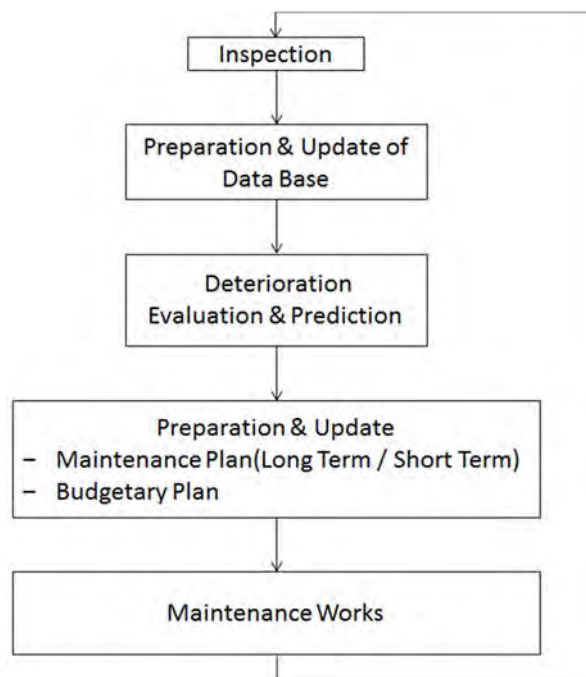 Inspection
Preparation & Update of
Data Base
Deterioration
Evaluation & Prediction
Preparation & Update
– Maintenance Plan(Long Term / Short Term)
– Budgetary Plan
Maintenance Works